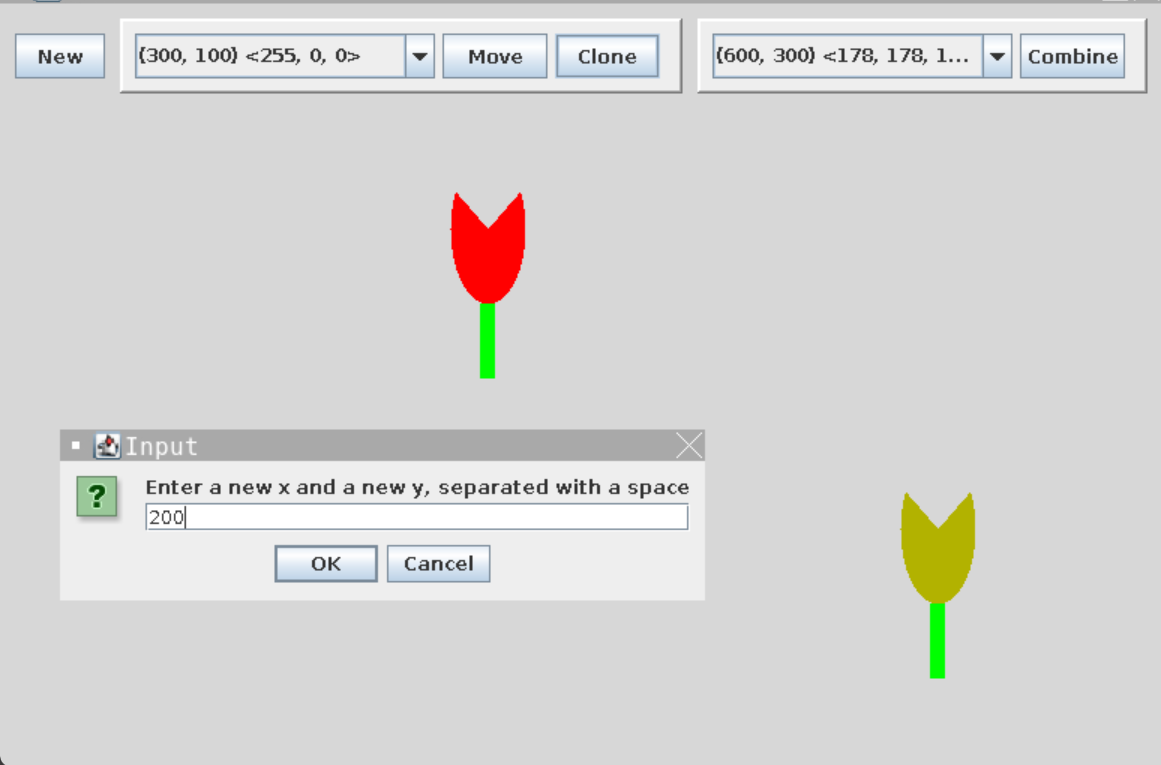 New
{300, 100} <255, 0, 0>
Move
Clone
{600, 300} <178, 178, 1...
Combine
Input
?
Enter a new x and a new y, separated with a space
200
OK
Cancel